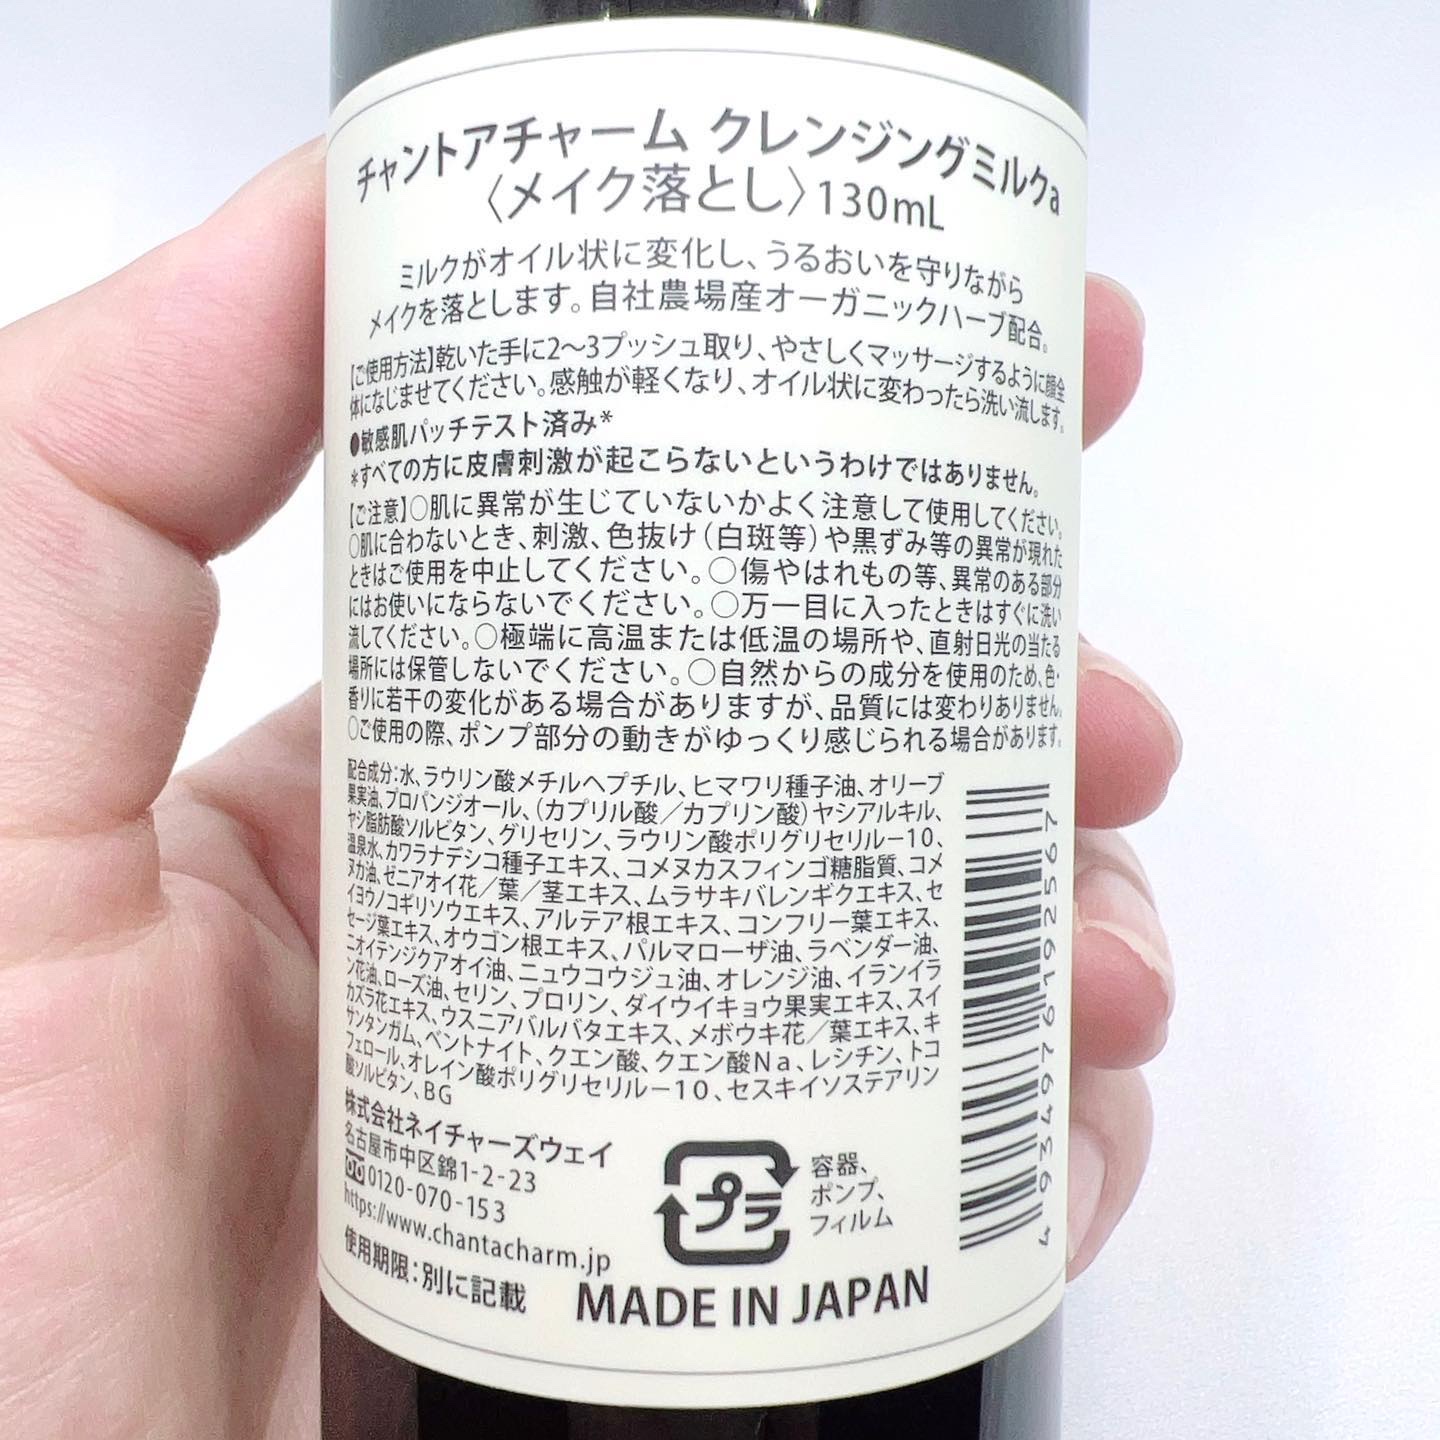 チャントアチャーム クレンジングミルクa
〈メイク落とし〉130mL
ミルクがオイル状に変化し、うるおいを守りながら
メイクを落とします。自社農場産オーガニックハーブ配合。
【ご使用方法】乾いた手に2〜3プッシュ取り、やさしくマッサージするように顔全
体になじませてください。感触が軽くなり、オイル状に変わったら洗い流します。
●敏感肌パッチテスト済み*
*すべての方に皮膚刺激が起こらないというわけではありません。
【ご注意】○肌に異常が生じていないかよく注意して使用してください。
○肌に合わないとき、刺激、色抜け(白斑等)や黒ずみ等の異常が現れた
ときはご使用を中止してください。○傷やはれもの等、異常のある部分
にはお使いにならないでください。○万一目に入ったときはすぐに洗い
流してください。○極端に高温または低温の場所や、直射日光の当たる
場所には保管しないでください。○自然からの成分を使用のため、色・
香りに若干の変化がある場合がありますが、品質には変わりありません。
○ご使用の際、ポンプ部分の動きがゆっくり感じられる場合があります。
配合成分:水、ラウリン酸メチルヘプチル、ヒマワリ種子油、オリーブ
果実油、プロパンジオール、(カプリル酸/カプリン酸)ヤシアルキル、
ヤシ脂肪酸ソルビタン、グリセリン、ラウリン酸ポリグリセリル-10、
温泉水、カワラナデシコ種子エキス、コメヌカスフィンゴ糖脂質、コメ
ヌカ油、ゼニアオイ花/葉/茎エキス、ムラサキバレンギクエキス、セ
イヨウノコギリソウエキス、アルテア根エキス、コンフリー葉エキス、
セージ葉エキス、オウゴン根エキス、パルマローザ油、ラベンダー油、
ニオイテンジクアオイ油、ニュウコウジュ油、オレンジ油、イランイラ
ン花油、ローズ油、セリン、プロリン、ダイウイキョウ果実エキス、スイ
カズラ花エキス、ウスニアバルバタエキス、メボウキ花/葉エキス、キ
サンタンガム、ベントナイト、クエン酸、クエン酸Na、レシチン、トコ
フェロール、オレイン酸ポリグリセリル-10、セスキイソステアリン
酸ソルビタン、BG
株式会社ネイチャーズウェイ
名古屋市中区錦1-2-23
0120-070-153
https://www.chantacharm.jp
使用期限:別に記載
プラ
容器、
ポンプ、
フィルム
MADE IN JAPAN
4 934976 192567